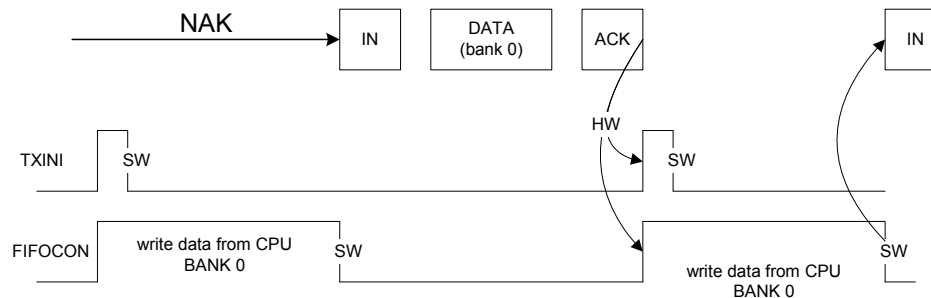 NAK
IN
DATA
(bank 0)
ACK
IN
HW
TXINI
SW
SW
FIFOCON
write data from CPU
BANK 0
SW
write data from CPU
BANK 0
SW